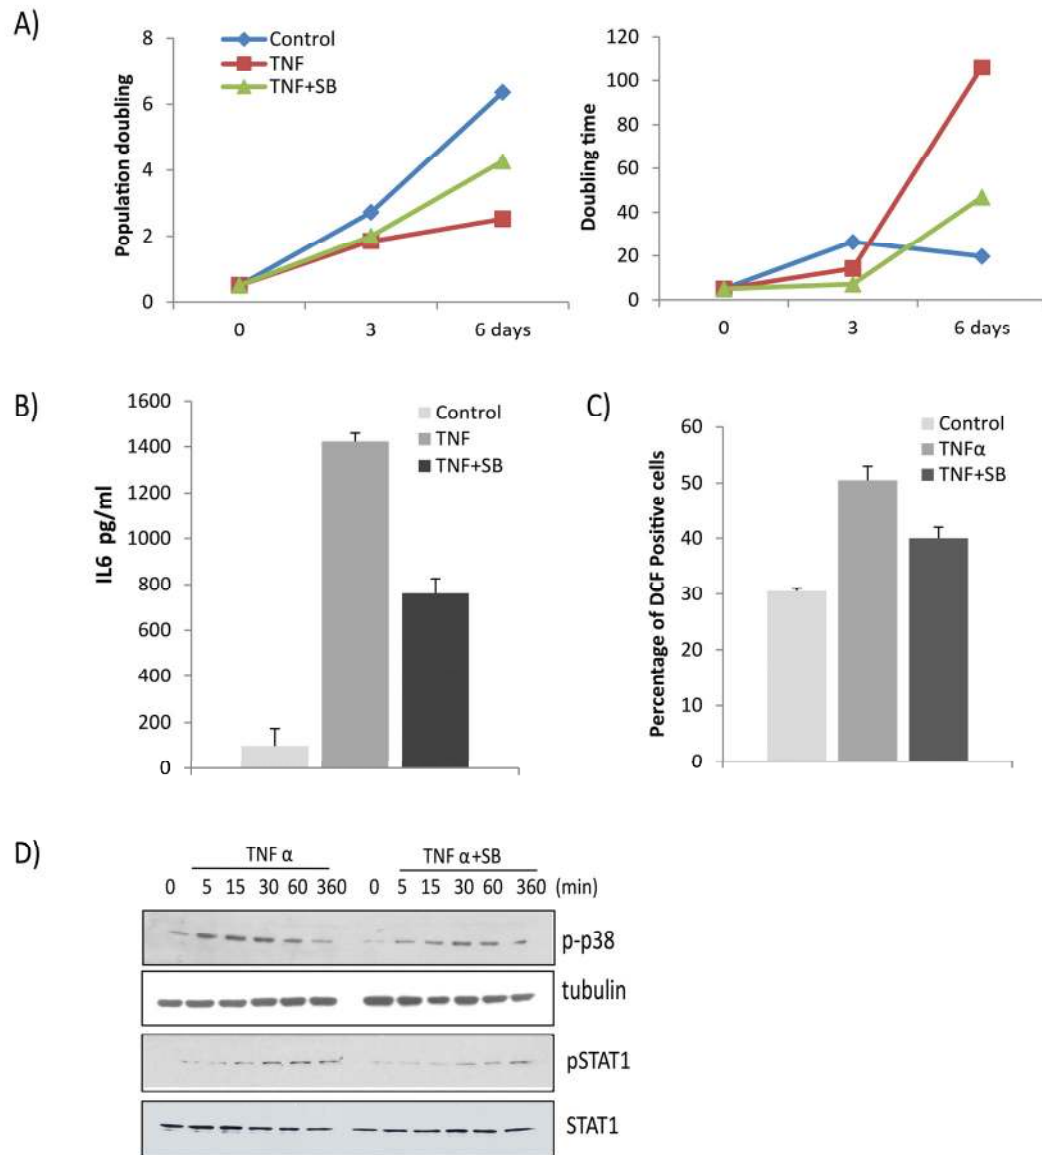 A)
Population doubling
8
6
4
2
0
0 3 6 days
Control
TNF
TNF+SB
Doubling time
120
100
80
60
40
20
0
0 3 6 days
B)
IL6 pg/ml
1600
1400
1200
1000
800
600
400
200
0
Control
TNF
TNF+SB
C)
Percentage of DCF Positive cells
60
50
40
30
20
10
0
Control
TNFα
TNF+SB
D)
TNF α TNF α+SB
0 5 15 30 60 360 0 5 15 30 60 360 (min)
p-p38
tubulin
pSTAT1
STAT1